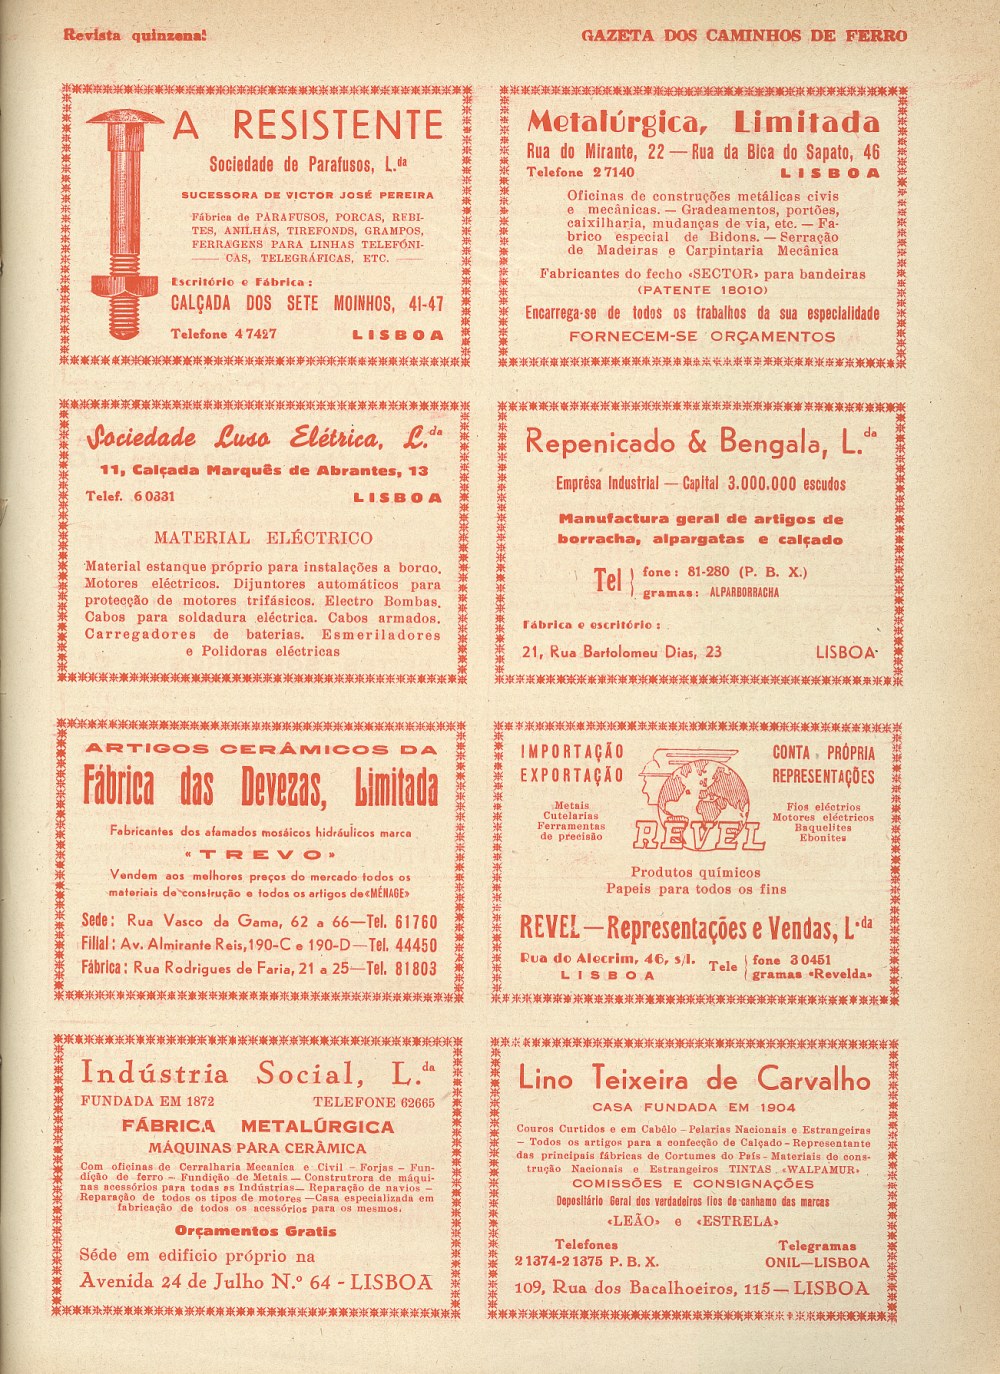 Revista quinzenal
GAZETA DOS CAMINHOS DE FERRO
A RESISTENTE
Sociedade de Parafusos, L.da
SUCESSORA DE VICTOR JOSÉ PEREIRA
Fábrica de PARAFUSOS, PORCAS, REBI-
TES, ANILHAS, TIREFONDS, GRAMPOS,
FERRAGENS PARA LINHAS TELEFÓNI-
CAS, TELEGRÁFICAS, ETC.
Escritório e Fábrica:
CALÇADA DOS SETE MOINHOS, 41-47
Telefone 47427 LISBOA
Metalúrgica, Limitada
Rua do Mirante, 22 — Rua da Bica do Sapato, 46
Telefone 27140 LISBOA
Oficinas de construções metálicas civis
e mecânicas. — Gradeamentos, portões,
caixilharia, mudanças de via, etc. — Fa-
brico especial de Bidons. — Serração
de Madeiras e Carpintaria Mecânica
Fabricantes do fecho «SECTOR» para bandeiras
(PATENTE 18010)
Encarrega-se de todos os trabalhos da sua especialidade
FORNECEM-SE ORÇAMENTOS
Sociedade Luso Elétrica, L.da
11, Calçada Marquês de Abrantes, 13
Telef. 60331 LISBOA
MATERIAL ELÉCTRICO
Material estanque próprio para instalações a bordo.
Motores eléctricos. Dijuntores automáticos para
protecção de motores trifásicos. Electro Bombas.
Cabos para soldadura eléctrica. Cabos armados.
Carregadores de baterias. Esmeriladores
e Polidoras eléctricas
Repenicado & Bengala, L.da
Emprêsa Industrial — Capital 3.000.000 escudos
Manufactura geral de artigos de
borracha, alpargatas e calçado
Tel fone: 81-280 (P. B. X.)
gramas: ALPARBORRACHA
Fábrica e escritório:
21, Rua Bartolomeu Dias, 23 LISBOA
ARTIGOS CERÂMICOS DA
Fábrica das Devezas, Limitada
Fabricantes dos afamados mosáicos hidráulicos marca
«TREVO»
Vendem aos melhores preços do mercado todos os
materiais de construção e todos os artigos de «MÉNAGE»
Sede: Rua Vasco da Gama, 62 a 66—Tel. 61760
Filial: Av. Almirante Reis, 190-C e 190-D—Tel. 44450
Fábrica: Rua Rodrigues de Faria, 21 a 25—Tel. 81803
IMPORTAÇÃO
EXPORTAÇÃO
Metais
Cutelarias
Ferramentas
de precisão
REVEL
CONTA PRÓPRIA
REPRESENTAÇÕES
Fios eléctrios
Motores eléctricos
Baquelites
Ebonites
Produtos químicos
Papeis para todos os fins
REVEL—Representações e Vendas, L.da
Rua do Alecrim, 46, s/l. Tele fone 30451
LISBOA gramas «Revelda»
Indústria Social, L.da
FUNDADA EM 1872 TELEFONE 62665
FÁBRICA METALÚRGICA
MÁQUINAS PARA CERÂMICA
Com oficinas de Cerralharia Mecanica e Civil – Forjas – Fun-
dição de ferro – Fundição de Metais — Construtrora de máqui-
nas acessórios para todas as Indústrias— Reparação de navios –
Reparação de todos os tipos de motores —Casa especializada em
fabricação de todos os acessórios para os mesmos.
Orçamentos Gratis
Séde em edificio próprio na
Avenida 24 de Julho N.º 64 - LISBOA
Lino Teixeira de Carvalho
CASA FUNDADA EM 1904
Couros Curtidos e em Cabêlo – Pelarias Nacionais e Estrangeiras
– Todos os artigos para a confecção de Calçado – Representante
das principais fábricas de Cortumes do País – Materiais de cons-
trução Nacionais e Estrangeiros TINTAS «WALPAMUR»
COMISSÕES E CONSIGNAÇÕES
Depositário Geral dos verdadeiros fios de canhamo das marcas
«LEÃO» e «ESTRELA»
Telefones Telegramas
21374-21375 P. B. X. ONIL—LISBOA
109, Rua dos Bacalhoeiros, 115—LISBOA